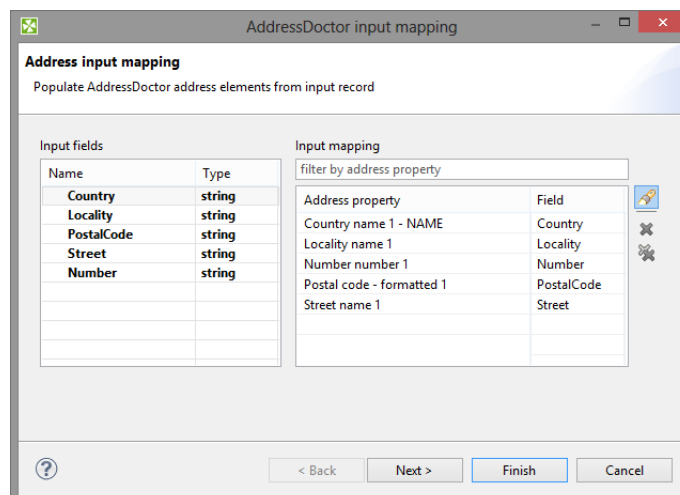 AddressDoctor input mapping
Address input mapping
Populate AddressDoctor address elements from input record
Input fields
Name Type
Country string
Locality string
PostalCode string
Street string
Number string
Input mapping
filter by address property
Address property Field
Country name 1 - NAME Country
Locality name 1 Locality
Number number 1 Number
Postal code - formatted 1 PostalCode
Street name 1 Street
< Back Next > Finish Cancel